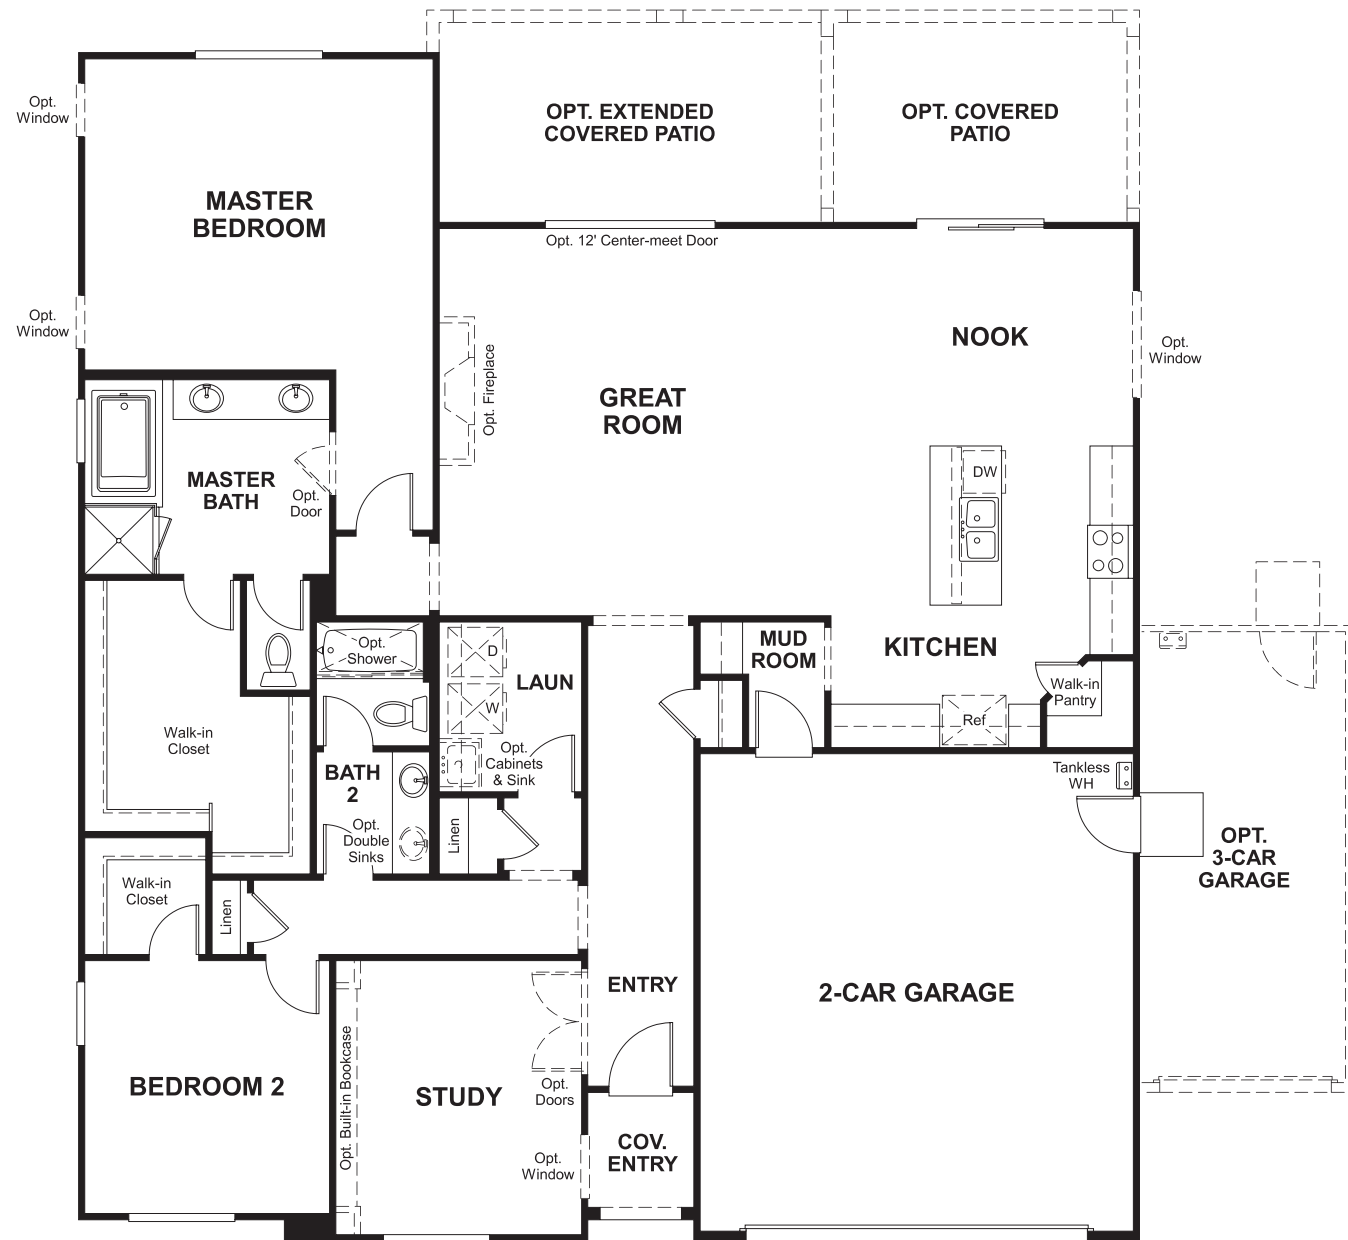 OPT. EXTENDED
COVERED PATIO
OPT. COVERED
PATIO
Opt.
Window
MASTER
BEDROOM
Opt. 12' Center-meet Door
Opt.
Window
NOOK
Opt.
Window
Opt. Fireplace
GREAT
ROOM
MASTER
BATH
Opt.
Door
DW
Opt.
Shower
D
LAUN
W
MUD
ROOM
KITCHEN
Walk-in
Pantry
Ref
Walk-in
Closet
Opt.
Cabinets
& Sink
BATH
2
Opt.
Double
Sinks
Linen
Tankless
WH
OPT.
3-CAR
GARAGE
Walk-in
Closet
Linen
ENTRY
2-CAR GARAGE
BEDROOM 2
Opt. Built-in Bookcase
STUDY
Opt.
Doors
COV.
ENTRY
Opt.
Window